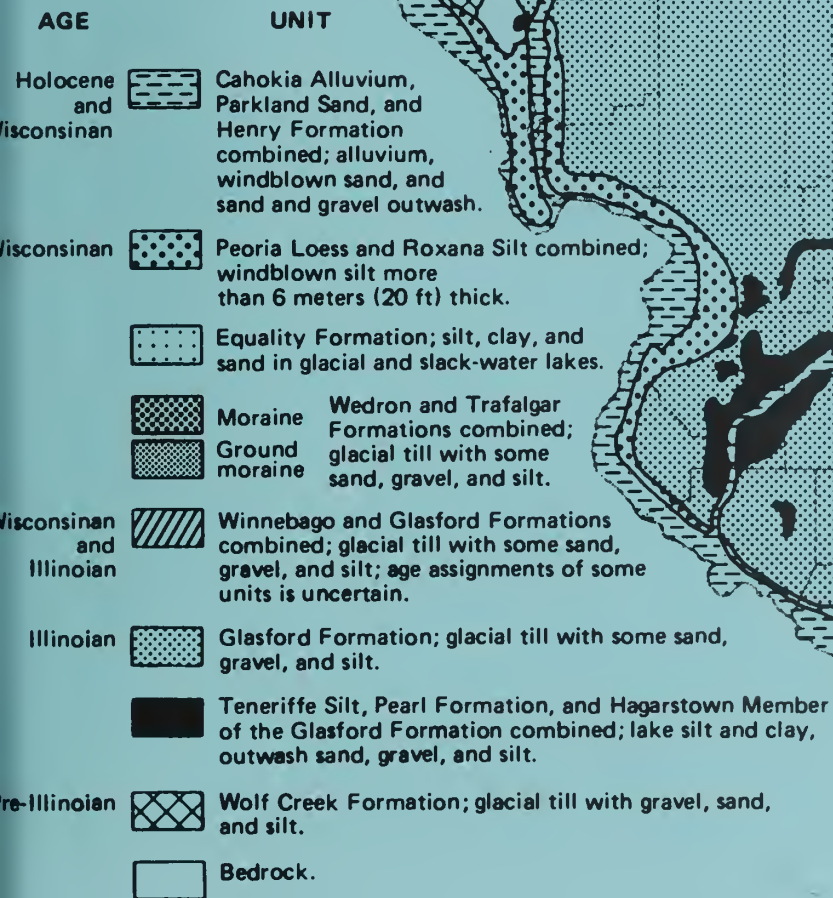 AGE UNIT
Holocene
and
isconsinan
Cahokia Alluvium,
Parkland Sand, and
Henry Formation
combined; alluvium,
windblown sand, and
sand and gravel outwash.
isconsinan
Peoria Loess and Roxana Silt combined;
windblown silt more
than 6 meters (20 ft) thick.
Equality Formation; silt, clay, and
sand in glacial and slack-water lakes.
Moraine
Ground
moraine
Wedron and Trafalgar
Formations combined;
glacial till with some
sand, gravel, and silt.
isconsinan
and
Illinoian
Winnebago and Glasford Formations
combined; glacial till with some sand,
gravel, and silt; age assignments of some
units is uncertain.
Illinoian
Glasford Formation; glacial till with some sand,
gravel, and silt.
Teneriffe Silt, Pearl Formation, and Hagarstown Member
of the Glasford Formation combined; lake silt and clay,
outwash sand, gravel, and silt.
re-Illinoian
Wolf Creek Formation; glacial till with gravel, sand,
and silt.
Bedrock.